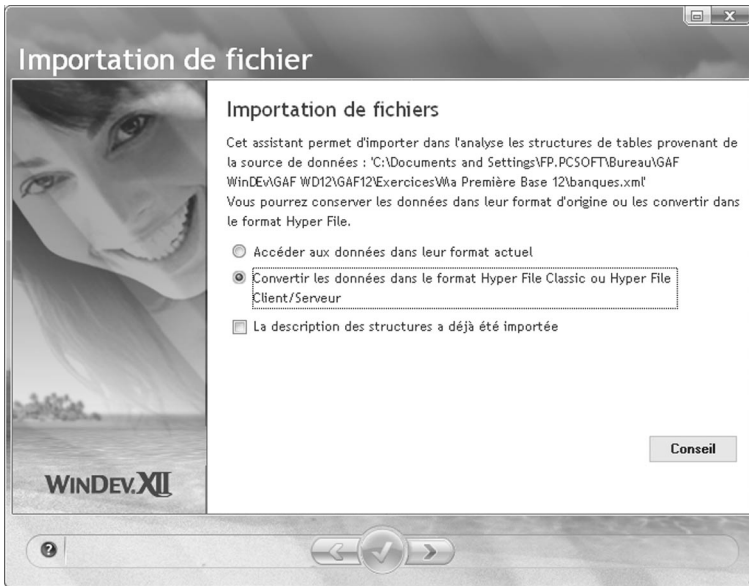 Importation de fichier
Importation de fichiers
Cet assistant permet d'importer dans l'analyse les structures de tables provenant de
la source de données : 'C:\Documents and Settings\FP.PCSOFT\Bureau\GAF
WinDEv\GAF WD12\GAF12\Exercices\Ma Première Base 12\banques.xml'
Vous pourrez conserver les données dans leur format d'origine ou les convertir dans
le format Hyper File.
Accéder aux données dans leur format actuel
Convertir les données dans le format Hyper File Classic ou Hyper File
Client/Serveur
La description des structures a déjà été importée
Conseil
WINDEV.XII
?